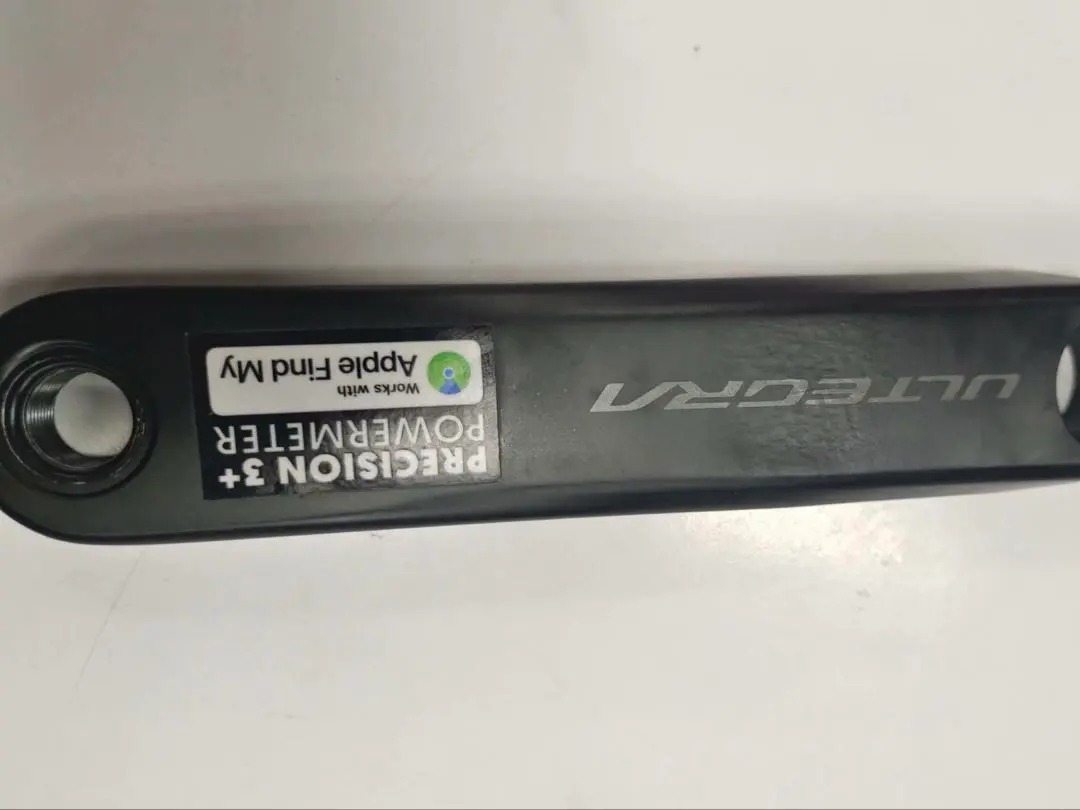 PRECISION 3+
POWERMETER
Works with
Apple Find My
ULTEGRA